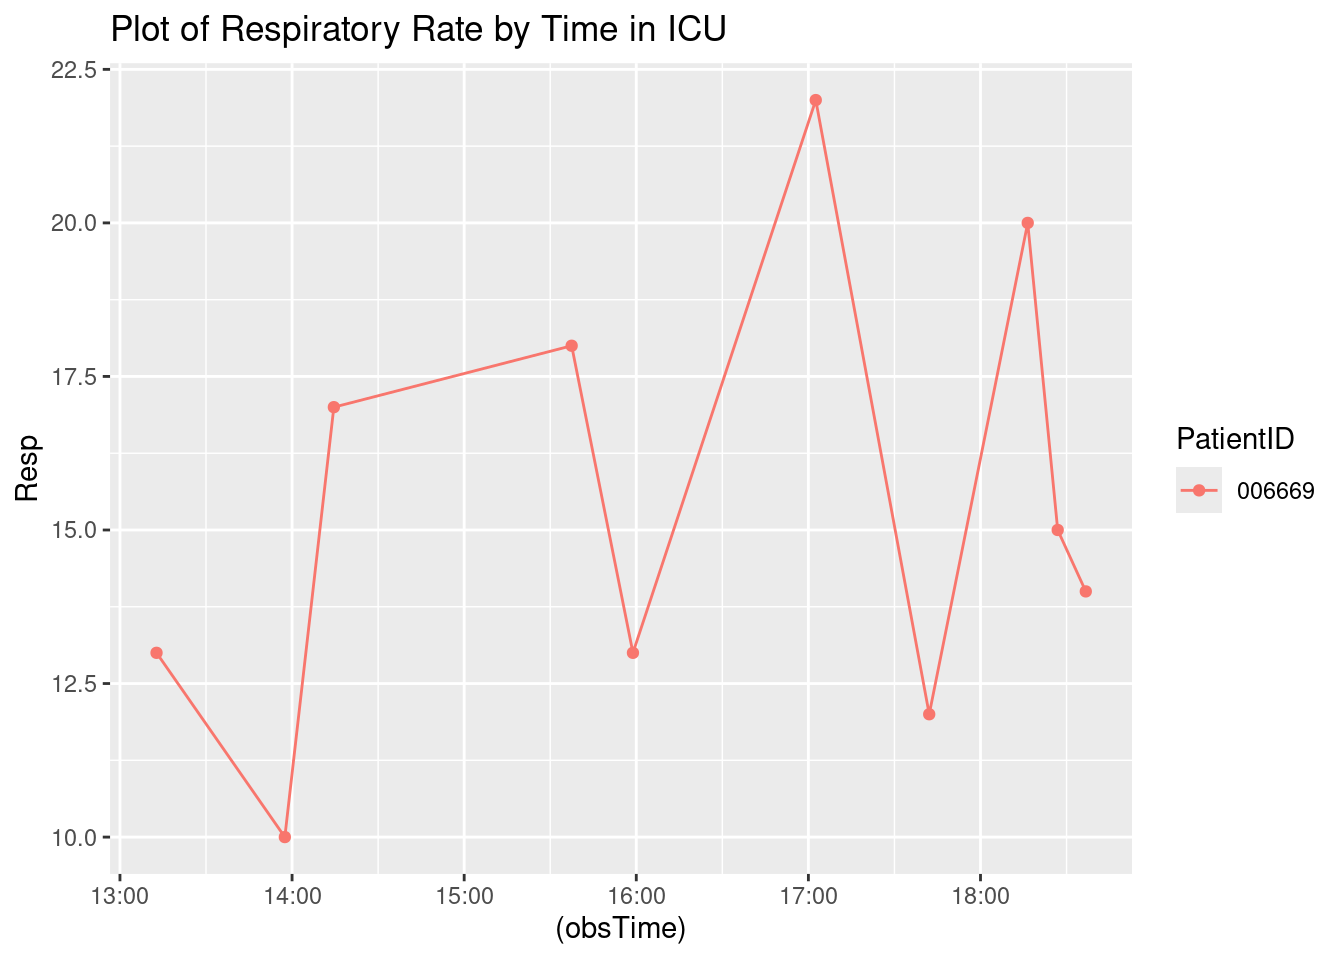 Plot of Respiratory Rate by Time in ICU
22.5
20.0
17.5
15.0
12.5
10.0
Resp
13:00 14:00 15:00 16:00 17:00 18:00
(obsTime)
PatientID
006669